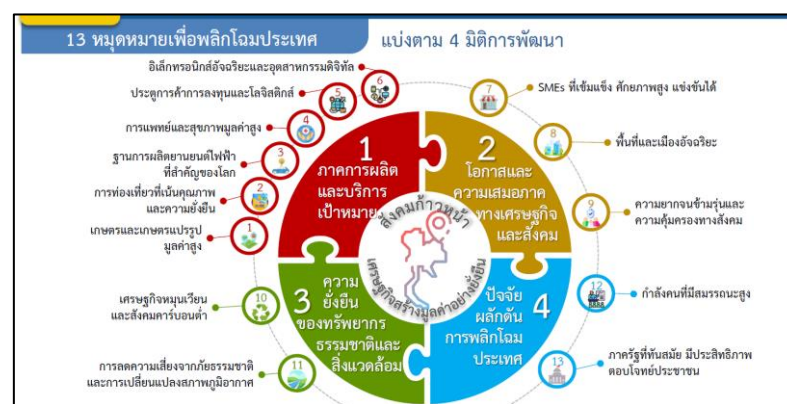 13 หมุดหมายเพื่อพลิกโฉมประเทศ
แบ่งตาม 4 มิติการพัฒนา
อิเล็กทรอนิกส์อัจฉริยะและอุตสาหกรรมดิจิทัล
6
ประตูการค้าการลงทุนและโลจิสติกส์
5
การแพทย์และสุขภาพมูลค่าสูง
4
ฐานการผลิตยานยนต์ไฟฟ้า
ที่สำคัญของโลก
3
การท่องเที่ยวที่เน้นคุณภาพ
และความยั่งยืน
2
เกษตรและเกษตรแปรรูป
มูลค่าสูง
1
1
ภาคการผลิต
และบริการ
เป้าหมาย
2
โอกาสและ
ความเสมอภาค
ทางเศรษฐกิจ
และสังคม
7
SMEs ที่เข้มแข็ง ศักยภาพสูง แข่งขันได้
8
พื้นที่และเมืองอัจฉริยะ
9
ความยากจนข้ามรุ่นและ
ความคุ้มครองทางสังคม
สังคมก้าวหน้า
เศรษฐกิจสร้างมูลค่าอย่างยั่งยืน
เศรษฐกิจหมุนเวียน
และสังคมคาร์บอนต่ำ
10
การลดความเสี่ยงจากภัยธรรมชาติ
และการเปลี่ยนแปลงสภาพภูมิอากาศ
11
3
ความ
ยั่งยืน
ของทรัพยากร
ธรรมชาติและ
สิ่งแวดล้อม
4
ปัจจัย
ผลักดัน
การพลิกโฉม
ประเทศ
12
กำลังคนที่มีสมรรถนะสูง
13
ภาครัฐที่ทันสมัย มีประสิทธิภาพ
ตอบโจทย์ประชาชน